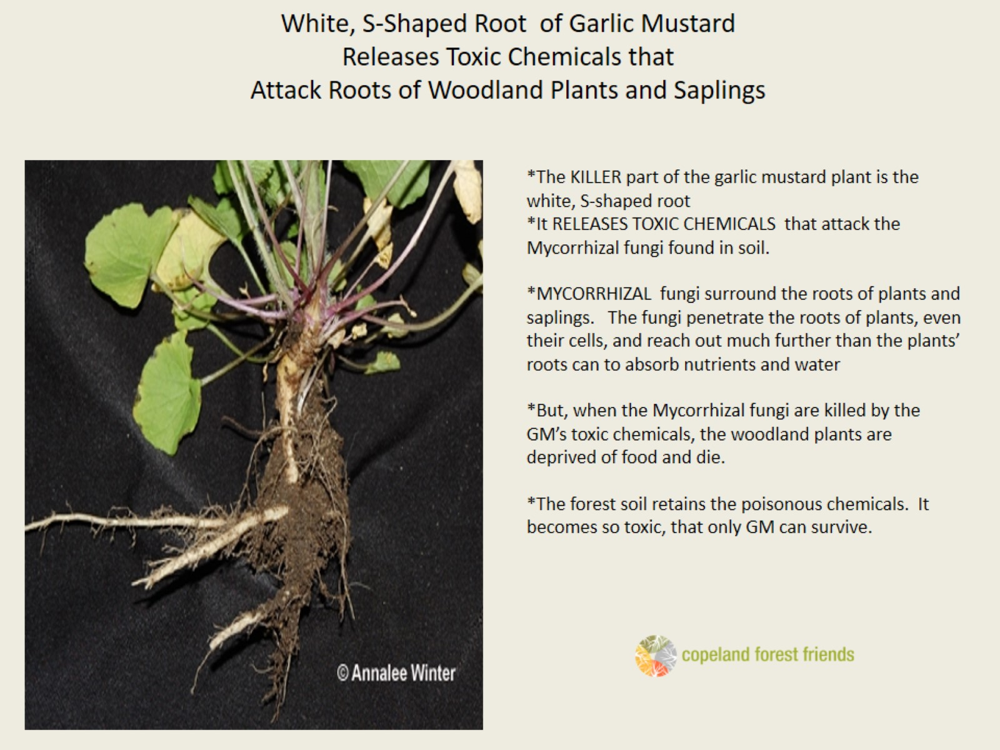 White, S-Shaped Root  of Garlic Mustard
Releases Toxic Chemicals that
Attack Roots of Woodland Plants and Saplings
*The KILLER part of the garlic mustard plant is the
white, S-shaped root
*It RELEASES TOXIC CHEMICALS  that attack the
Mycorrhizal fungi found in soil.
*MYCORRHIZAL  fungi surround the roots of plants and
saplings.   The fungi penetrate the roots of plants, even
their cells, and reach out much further than the plants’
roots can to absorb nutrients and water
*But, when the Mycorrhizal fungi are killed by the
GM’s toxic chemicals, the woodland plants are
deprived of food and die.
*The forest soil retains the poisonous chemicals.  It
becomes so toxic, that only GM can survive.
© Annalee Winter
copeland forest friends